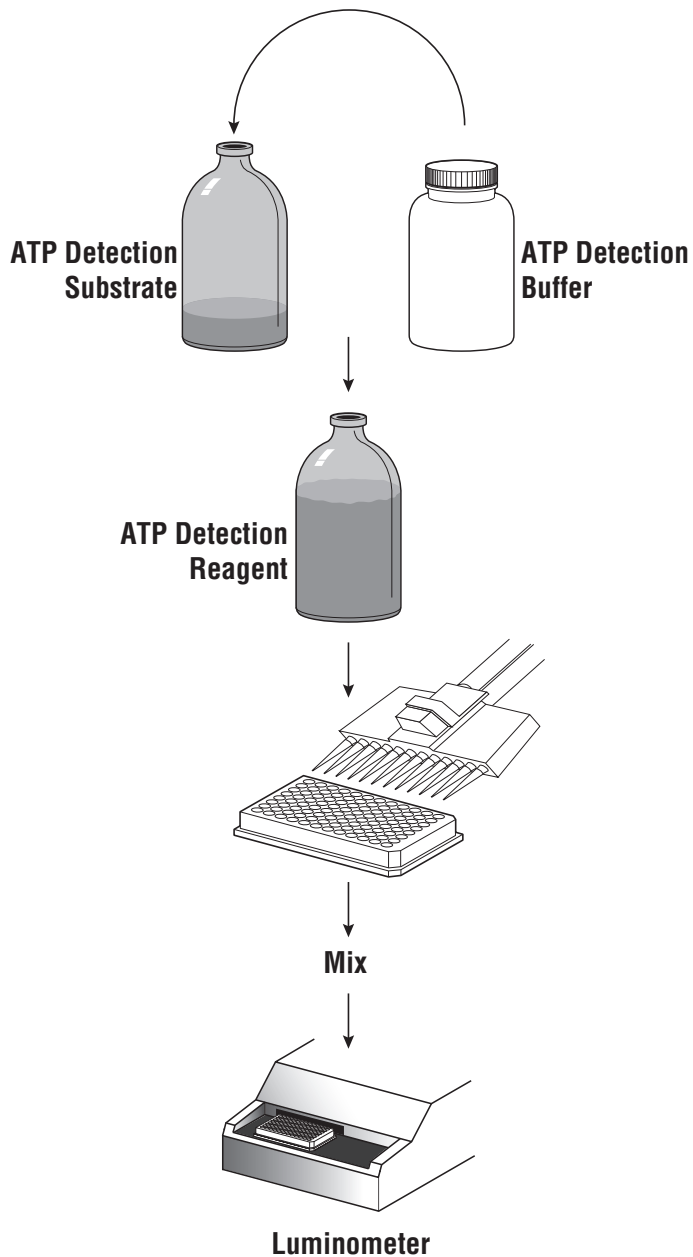 ATP Detection
Substrate
ATP Detection
Buffer
ATP Detection
Reagent
Mix
Luminometer